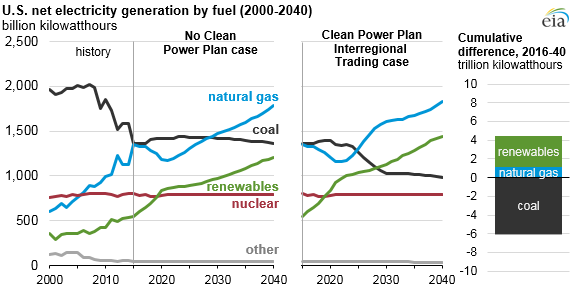 U.S. net electricity generation by fuel (2000-2040)
billion kilowatthours
eia
history
No Clean
Power Plan case
Clean Power Plan
Interregional
Trading case
Cumulative
difference, 2016-40
trillion kilowatthours
2,500
2,000
1,500
1,000
500
0
natural gas
coal
renewables
nuclear
other
2000 2010 2020 2030 2040
2020 2030 2040
10
8
6
4
2
0
-2
-4
-6
-8
-10
renewables
natural gas
coal